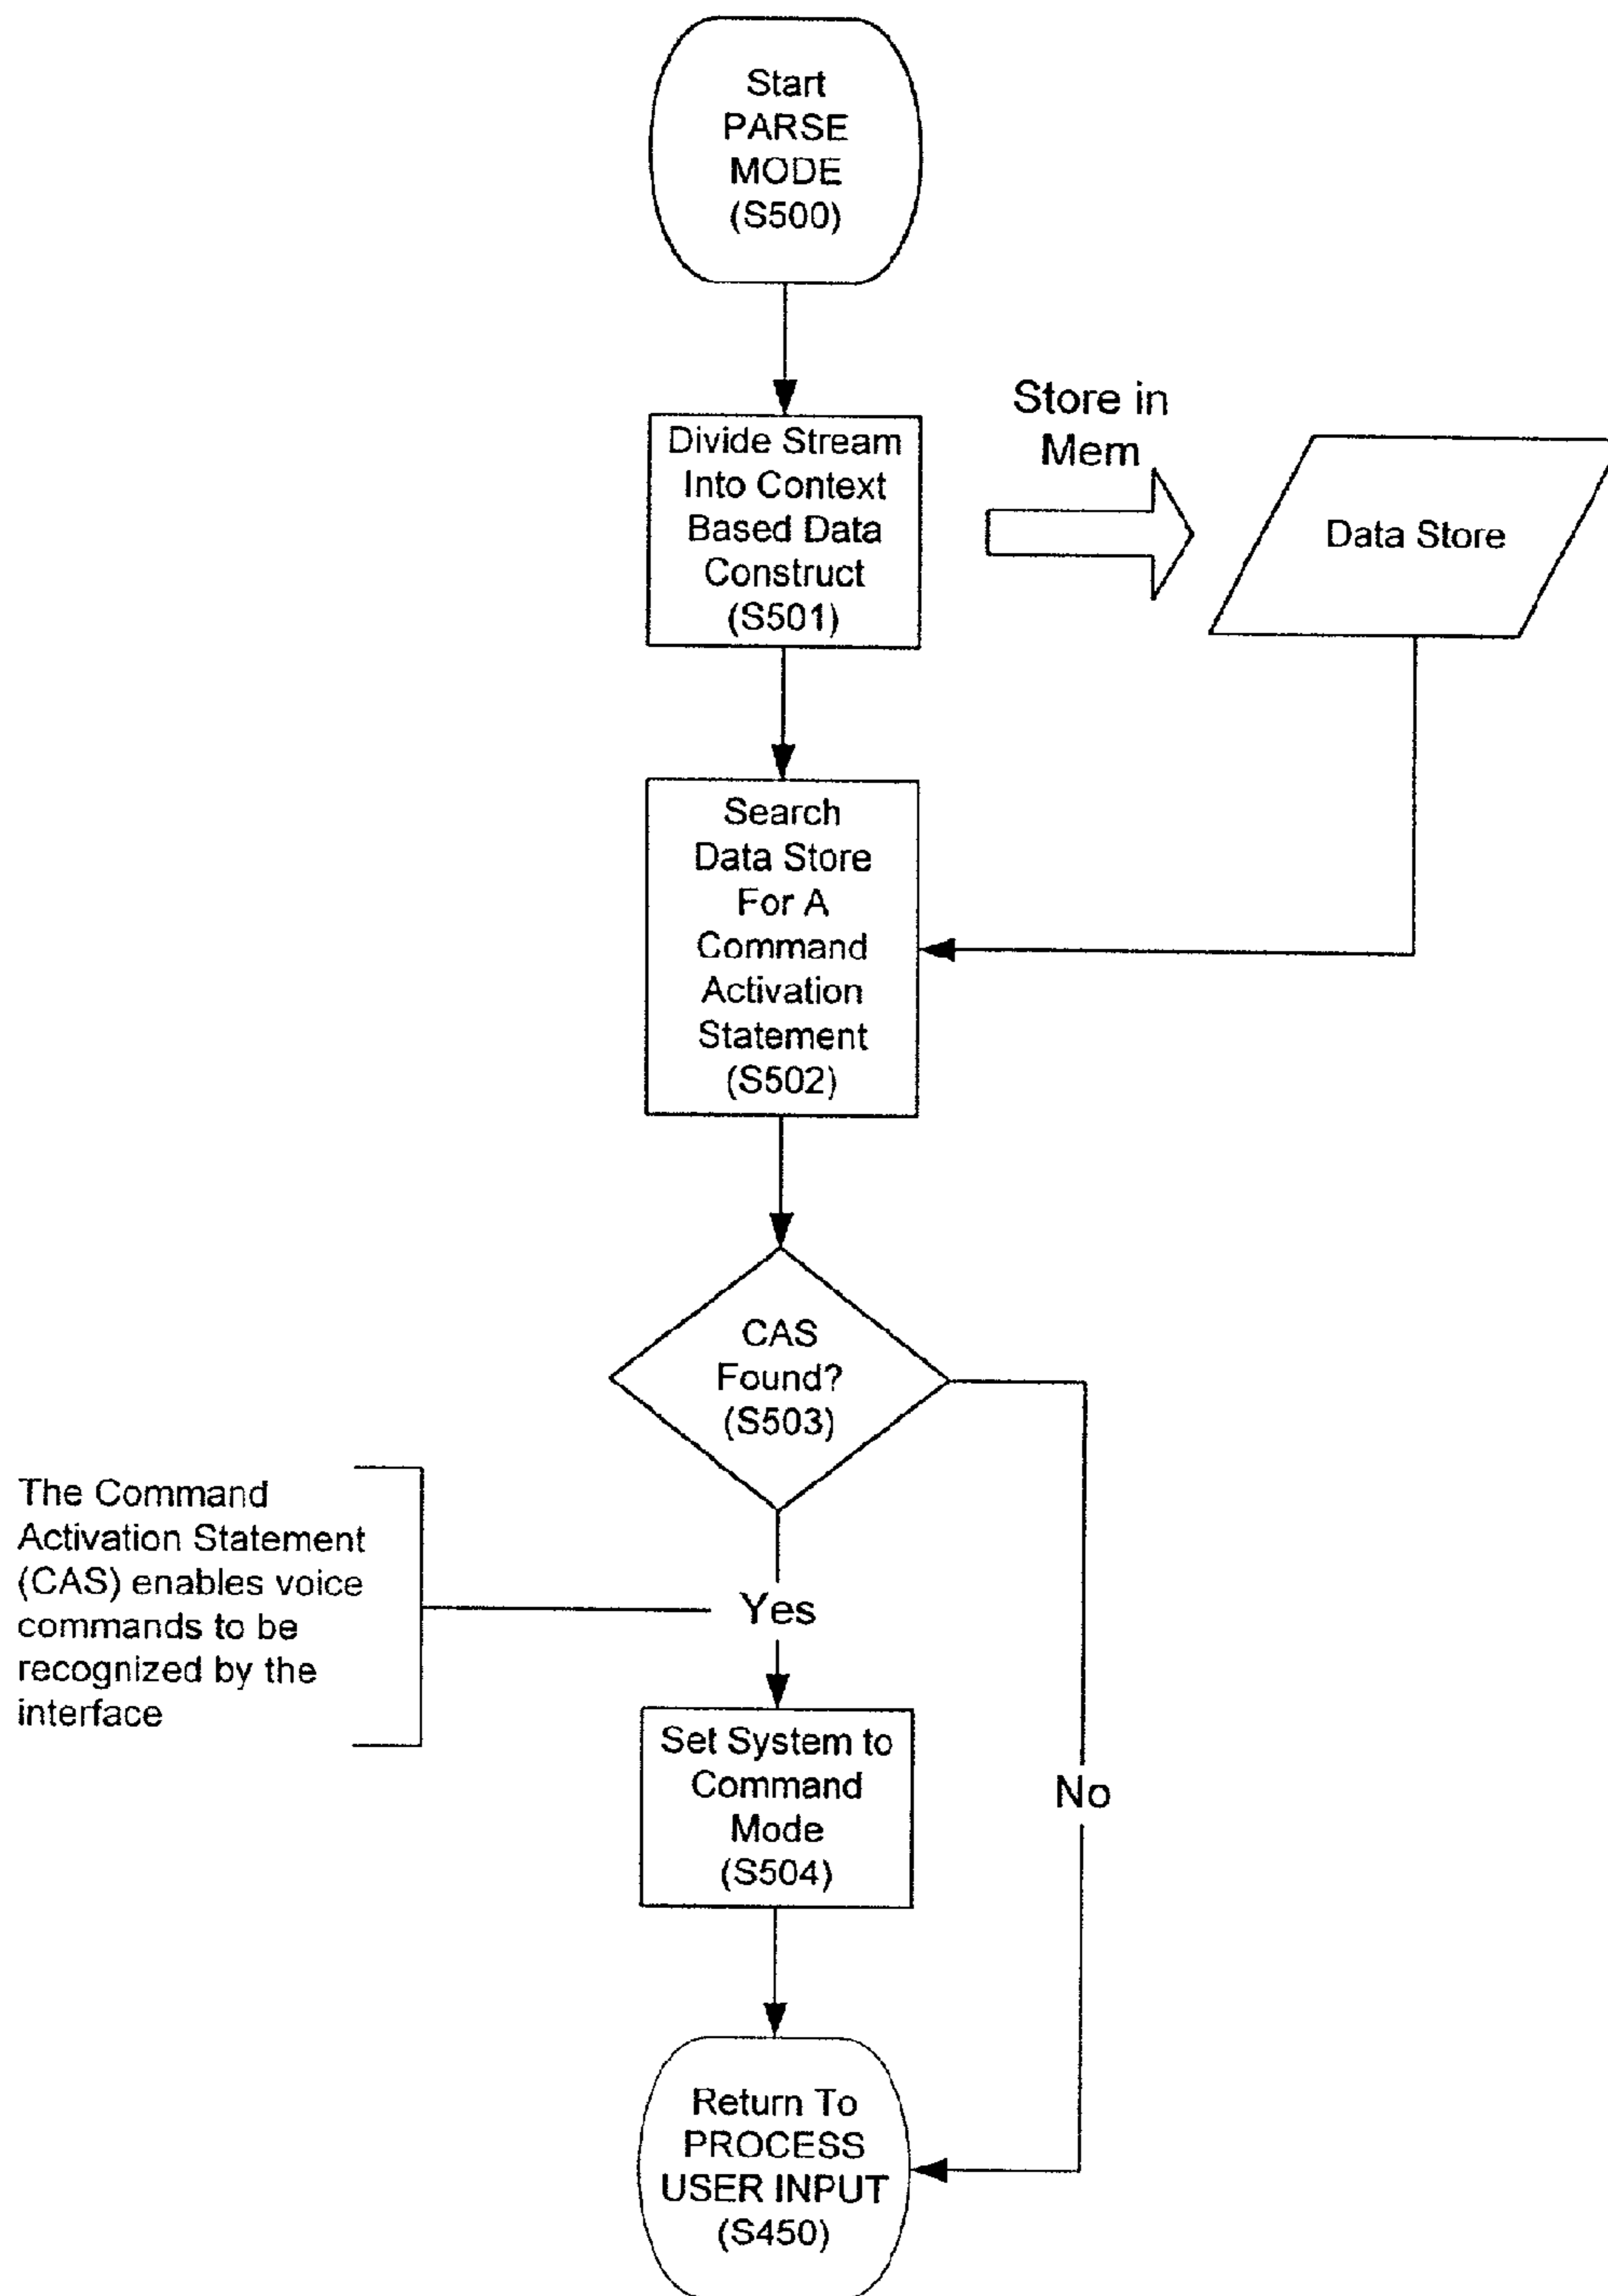 Start
PARSE
MODE
(S500)
Divide Stream
Into Context
Based Data
Construct
(S501)
Store in
Mem
Data Store
Search
Data Store
For A
Command
Activation
Statement
(S502)
CAS
Found?
(S503)
The Command
Activation Statement
(CAS) enables voice
commands to be
recognized by the
interface
Yes
Set System to
Command
Mode
(S504)
No
Return To
PROCESS
USER INPUT
(S450)